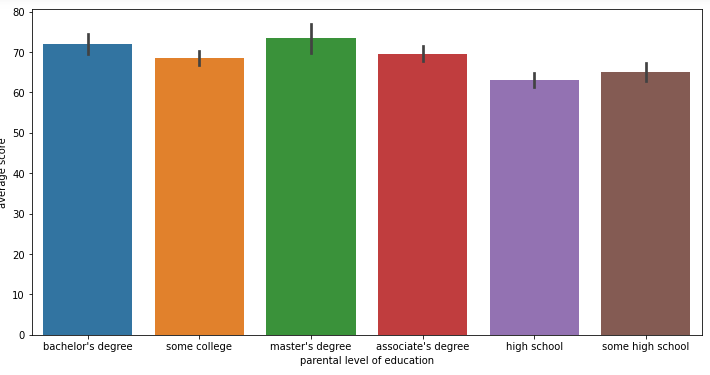 80
70
60
50
40
30
20
10
0
average score
bachelor's degree
some college
master's degree
associate's degree
high school
some high school
parental level of education